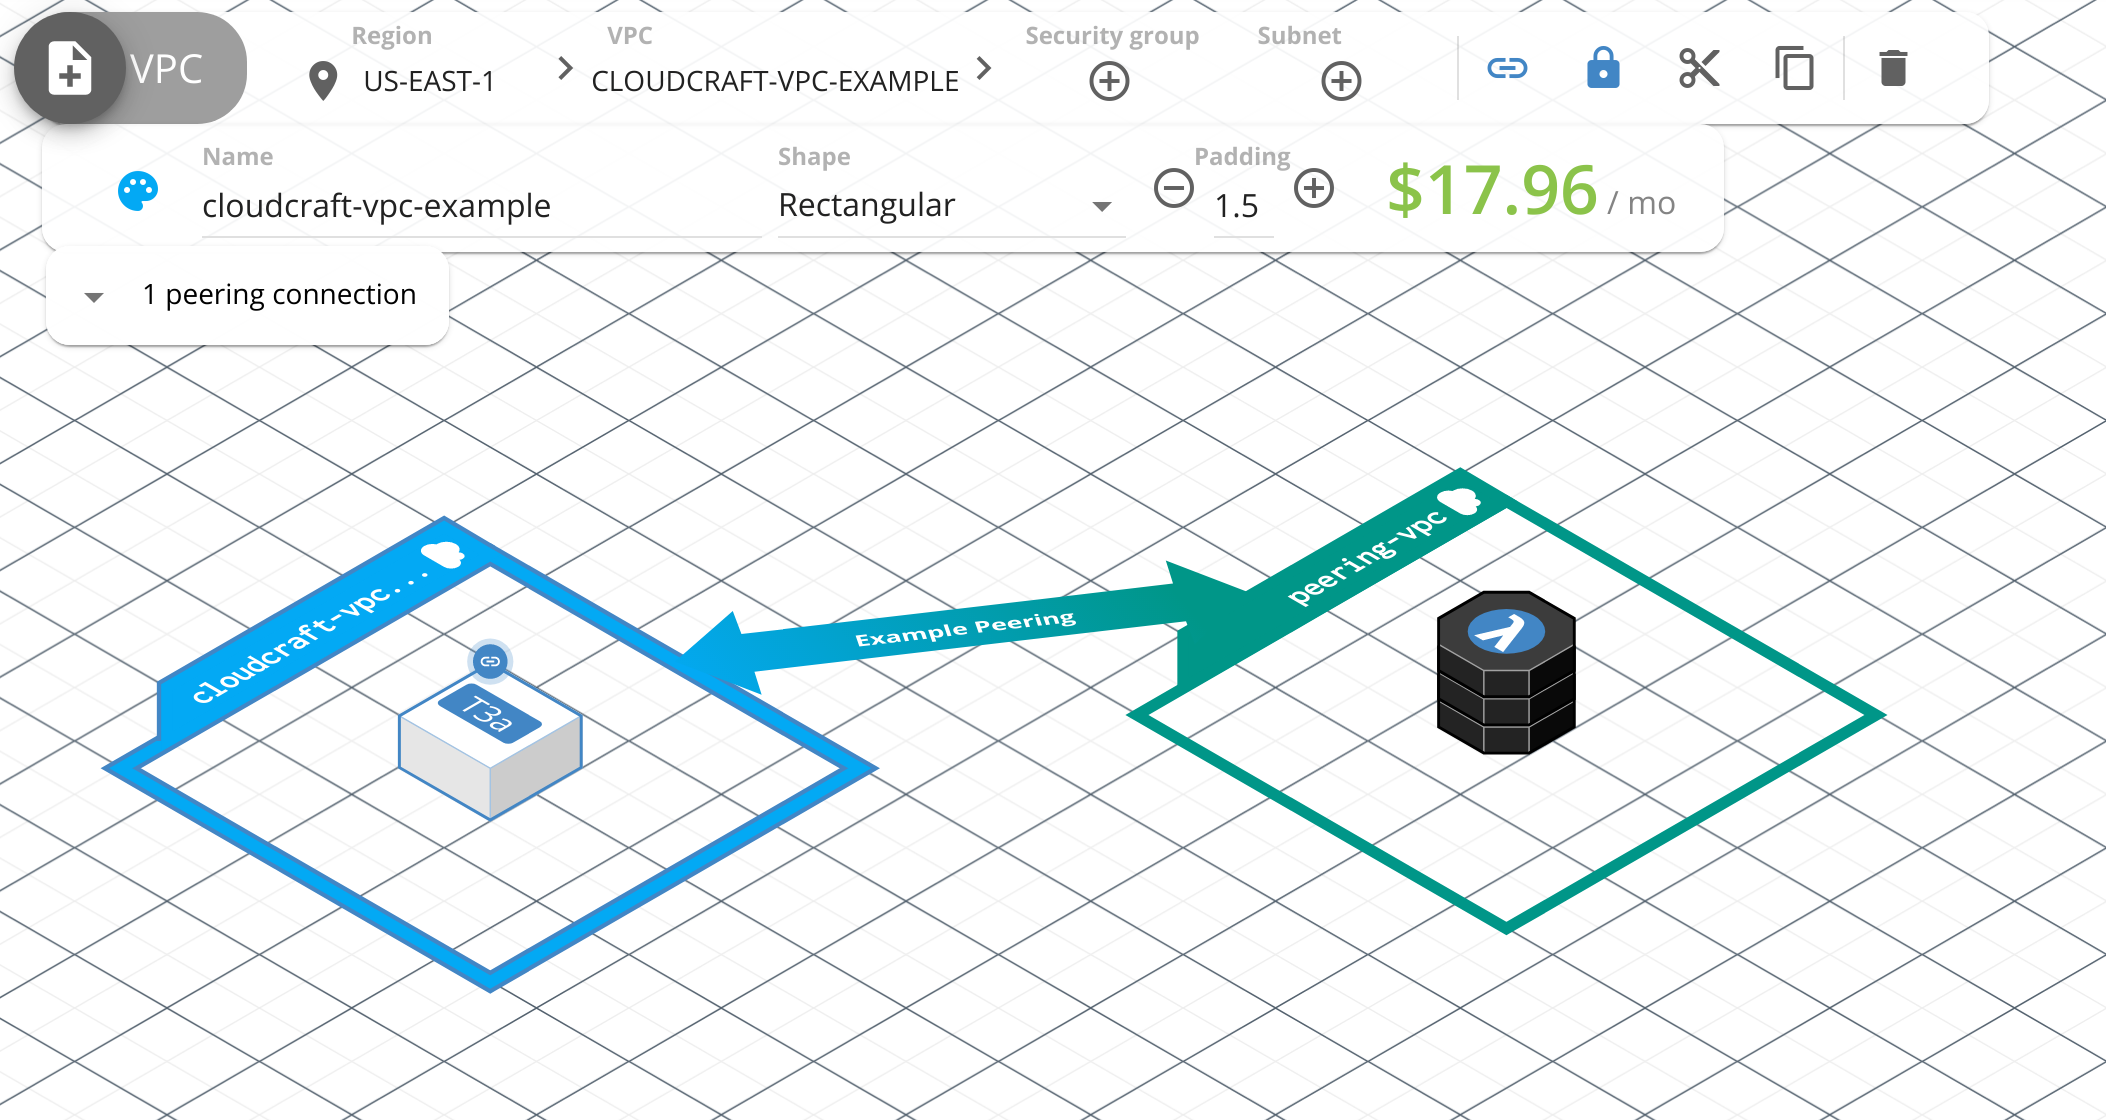 VPC
Region
US-EAST-1
VPC
CLOUDCRAFT-VPC-EXAMPLE
Security group
Subnet
Name
cloudcraft-vpc-example
Shape
Rectangular
Padding
1.5
$17.96 / mo
1 peering connection
cloudcraft-vpc...
T3a
Example Peering
peering-vpc